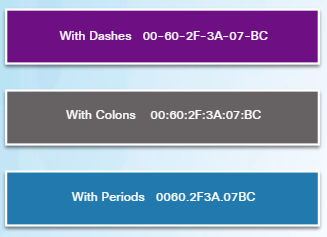 With Dashes 00-60-2F-3A-07-BC
With Colons 00:60:2F:3A:07:BC
With Periods 0060.2F3A.07BC